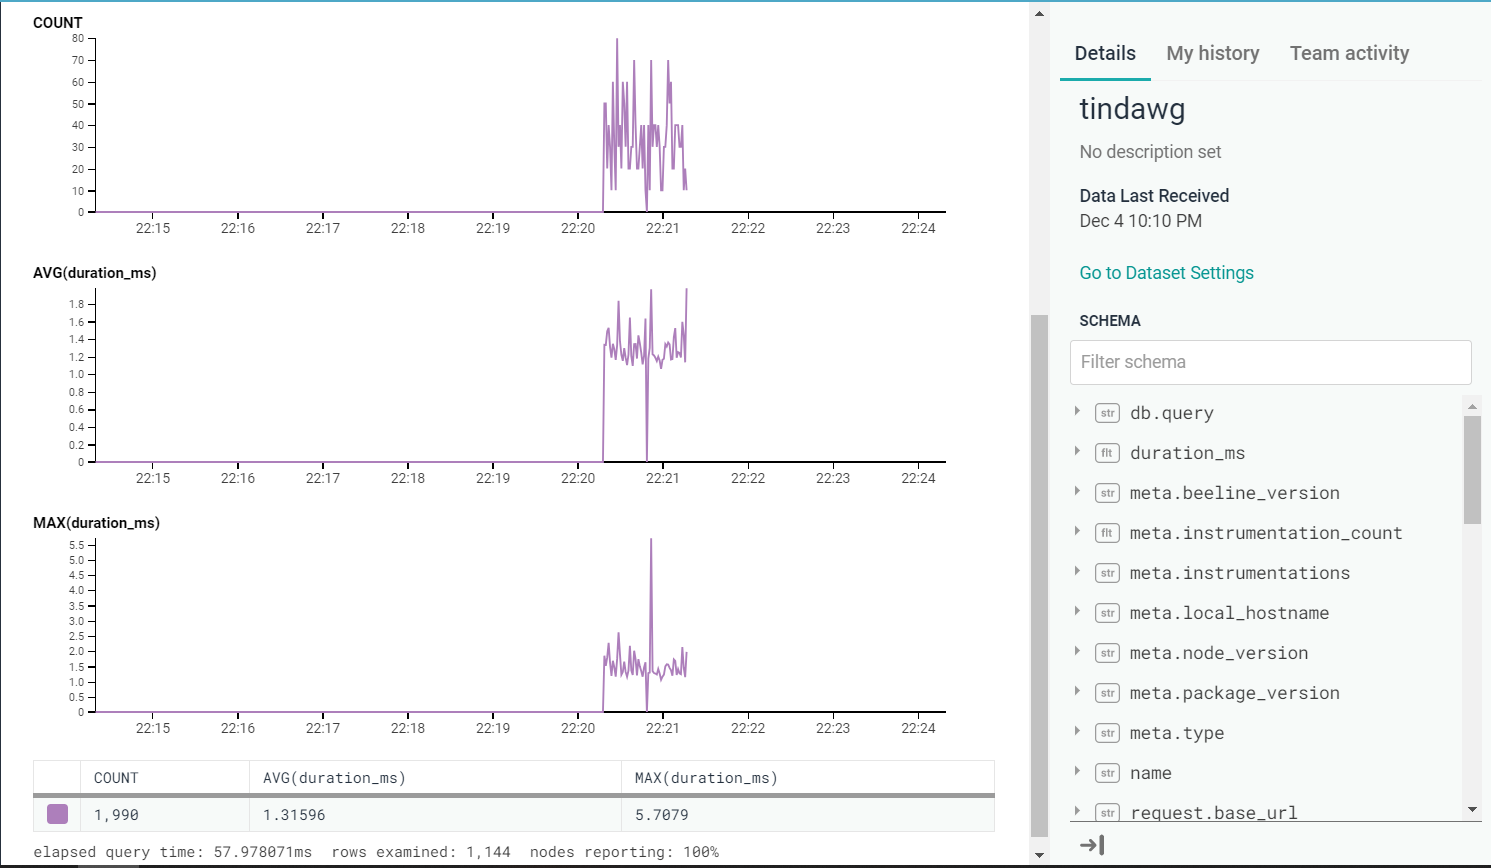 COUNT
80
70
60
50
40
30
20
10
0
22:15 22:16 22:17 22:18 22:19 22:20 22:21 22:22 22:23 22:24
AVG(duration_ms)
1.8
1.6
1.4
1.2
1.0
0.8
0.6
0.4
0.2
0
22:15 22:16 22:17 22:18 22:19 22:20 22:21 22:22 22:23 22:24
MAX(duration_ms)
5.5
5.0
4.5
4.0
3.5
3.0
2.5
2.0
1.5
1.0
0.5
0
22:15 22:16 22:17 22:18 22:19 22:20 22:21 22:22 22:23 22:24
COUNT AVG(duration_ms) MAX(duration_ms)
1,990 1.31596 5.7079
elapsed query time: 57.978071ms rows examined: 1,144 nodes reporting: 100%
Details My history Team activity
tindawg
No description set
Data Last Received
Dec 4 10:10 PM
Go to Dataset Settings
SCHEMA
Filter schema
str db.query
flt duration_ms
str meta.beeline_version
flt meta.instrumentation_count
str meta.instrumentations
str meta.local_hostname
str meta.node_version
str meta.package_version
str meta.type
str name
str request.base_url